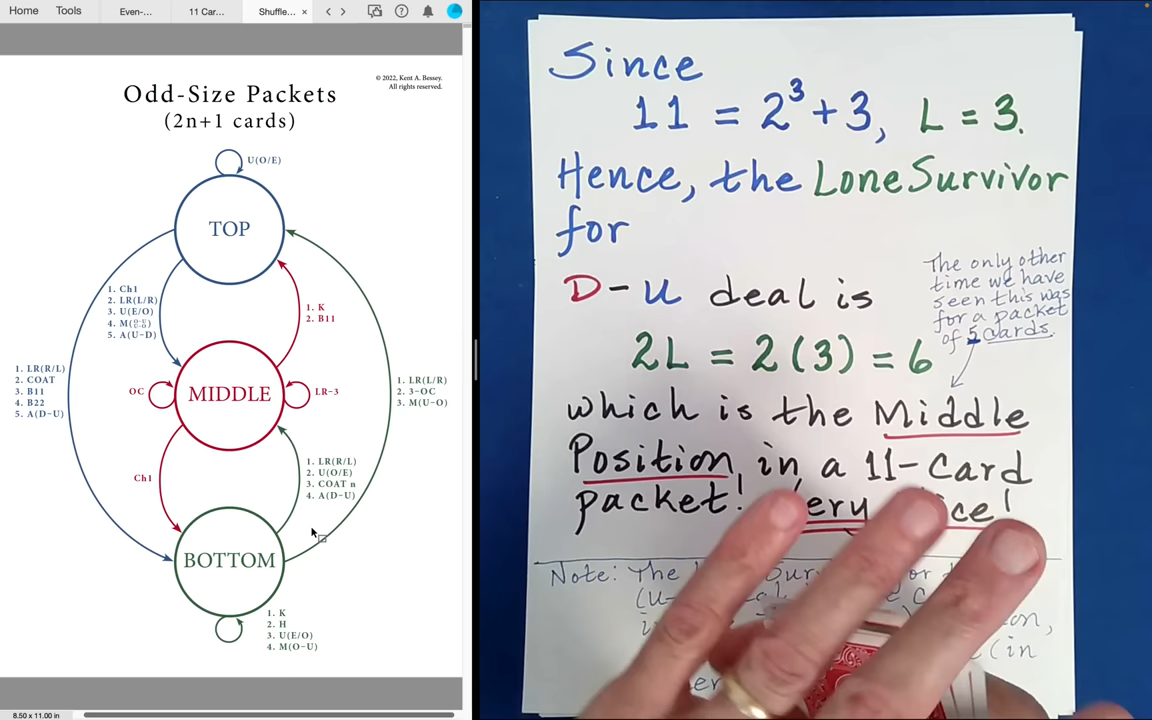 Home Tools Even-... 11 Car... Shuffle... ×
© 2022, Kent A. Bessey.
All rights reserved.
Odd-Size Packets
(2n+1 cards)
U(O/E)
TOP
1. Ch1
2. LR(L/R)
3. U(E/O)
5. A(U-D)
1. K
2. B11
1. LR(R/L)
2. COAT
3. B11
4. B22
5. A(D-U)
OC
MIDDLE
LR-3
1. LR(L/R)
2. 3-OC
3. M(U-O)
Ch1
1. LR(R/L)
2. U(O/E)
3. COAT n
4. A(D-U)
BOTTOM
1. K
2. H
3. U(E/O)
4. M(O-U)
8.50 x 11.00 in
Since
11 = 2³ + 3, L = 3.
Hence, the Lone Survivor
for
D-U deal is
2L = 2(3) = 6
The only other
time we have
seen this was
for a packet
of 5 cards.
which is the Middle
Position in a 11-Card
packet!
Note: The
(U-